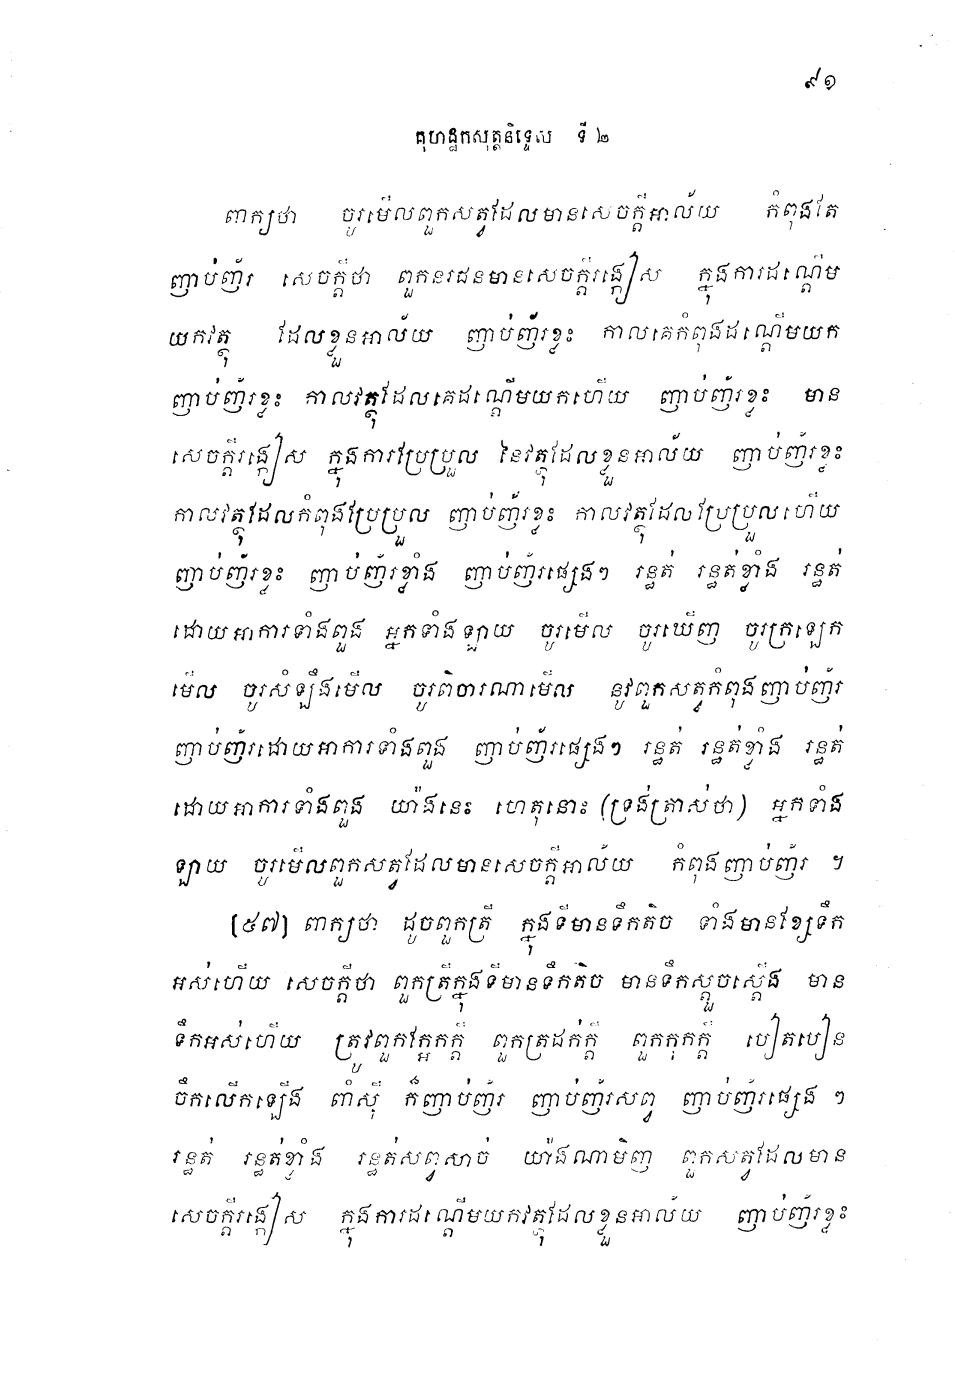 ៩១
គុហដ្ឋកសុត្តនិទ្ទេស ទី ២
ពាក្យថា ចូរមើលពួកសត្វដែលមានសេចក្តីអាល័យ កំពុងតែ
ញាប់ញ័រ សេចក្តីថា ពួកនរជនមានសេចក្តីរង្កៀស ក្នុងការដណ្តើម
យកវត្ថុ ដែលខ្លួនអាល័យ ញាប់ញ័រខ្លះ កាលគេកំពុងដណ្តើមយក
ញាប់ញ័រខ្លះ កាលវត្ថុដែលគេដណ្តើមយកហើយ ញាប់ញ័រខ្លះ មាន
សេចក្តីរង្កៀស ក្នុងការប្រែប្រួល នៃវត្ថុដែលខ្លួនអាល័យ ញាប់ញ័រខ្លះ
កាលវត្ថុដែលកំពុងប្រែប្រួល ញាប់ញ័រខ្លះ កាលវត្ថុដែលប្រែប្រួលហើយ
ញាប់ញ័រខ្លះ ញាប់ញ័រខ្លាំង ញាប់ញ័រផ្សេងៗ រន្ធត់ រន្ធត់ខ្លាំង រន្ធត់
ដោយអាការទាំងពួង អ្នកទាំងឡាយ ចូរមើល ចូរឃើញ ចូរក្រឡេក
មើល ចូរសំឡឹងមើល ចូរពិចារណាមើល នូវពួកសត្វកំពុងញាប់ញ័រ
ញាប់ញ័រដោយអាការទាំងពួង ញាប់ញ័រផ្សេងៗ រន្ធត់ រន្ធត់ខ្លាំង រន្ធត់
ដោយអាការទាំងពួង យ៉ាងនេះ ហេតុនោះ (ទ្រង់ត្រាស់ថា) អ្នកទាំង
ឡាយ ចូរមើលពួកសត្វដែលមានសេចក្តីអាល័យ កំពុងញាប់ញ័រ ។
[៥៧] ពាក្យថា ដូចពួកត្រី ក្នុងទីមានទឹកតិច ទាំងមានខ្សែទឹក
អស់ហើយ សេចក្តីថា ពួកត្រីក្នុងទីមានទឹកតិច មានទឹកស្តួចស្តើង មាន
ទឹកអស់ហើយ ត្រូវពួកក្អែកក្តី ពួកត្រដក់ក្តី ពួកកុកក្តី បៀតបៀន
ចឹកលើកឡើង ពាំស៊ី ក៏ញាប់ញ័រ ញាប់ញ័រសព្វ ញាប់ញ័រផ្សេង ៗ
រន្ធត់ រន្ធត់ខ្លាំង រន្ធត់សព្វសាច់ យ៉ាងណាមិញ ពួកសត្វដែលមាន
សេចក្តីរង្កៀស ក្នុងការដណ្តើមយកវត្ថុដែលខ្លួនអាល័យ ញាប់ញ័រខ្លះ